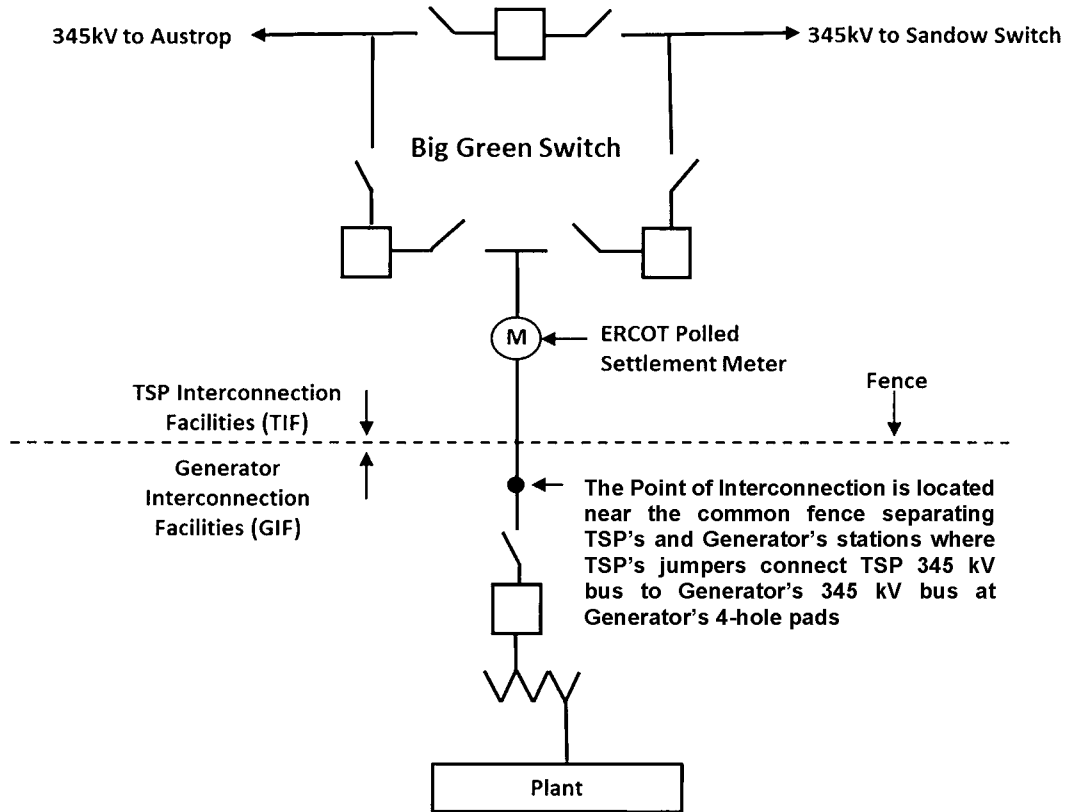 345kV to Austrop
345kV to Sandow Switch
Big Green Switch
M
ERCOT Polled
Settlement Meter
TSP Interconnection
Facilities (TIF)
Fence
Generator
Interconnection
Facilities (GIF)
The Point of Interconnection is located
near the common fence separating
TSP's and Generator's stations where
TSP's jumpers connect TSP 345 kV
bus to Generator's 345 kV bus at
Generator's 4-hole pads
Plant